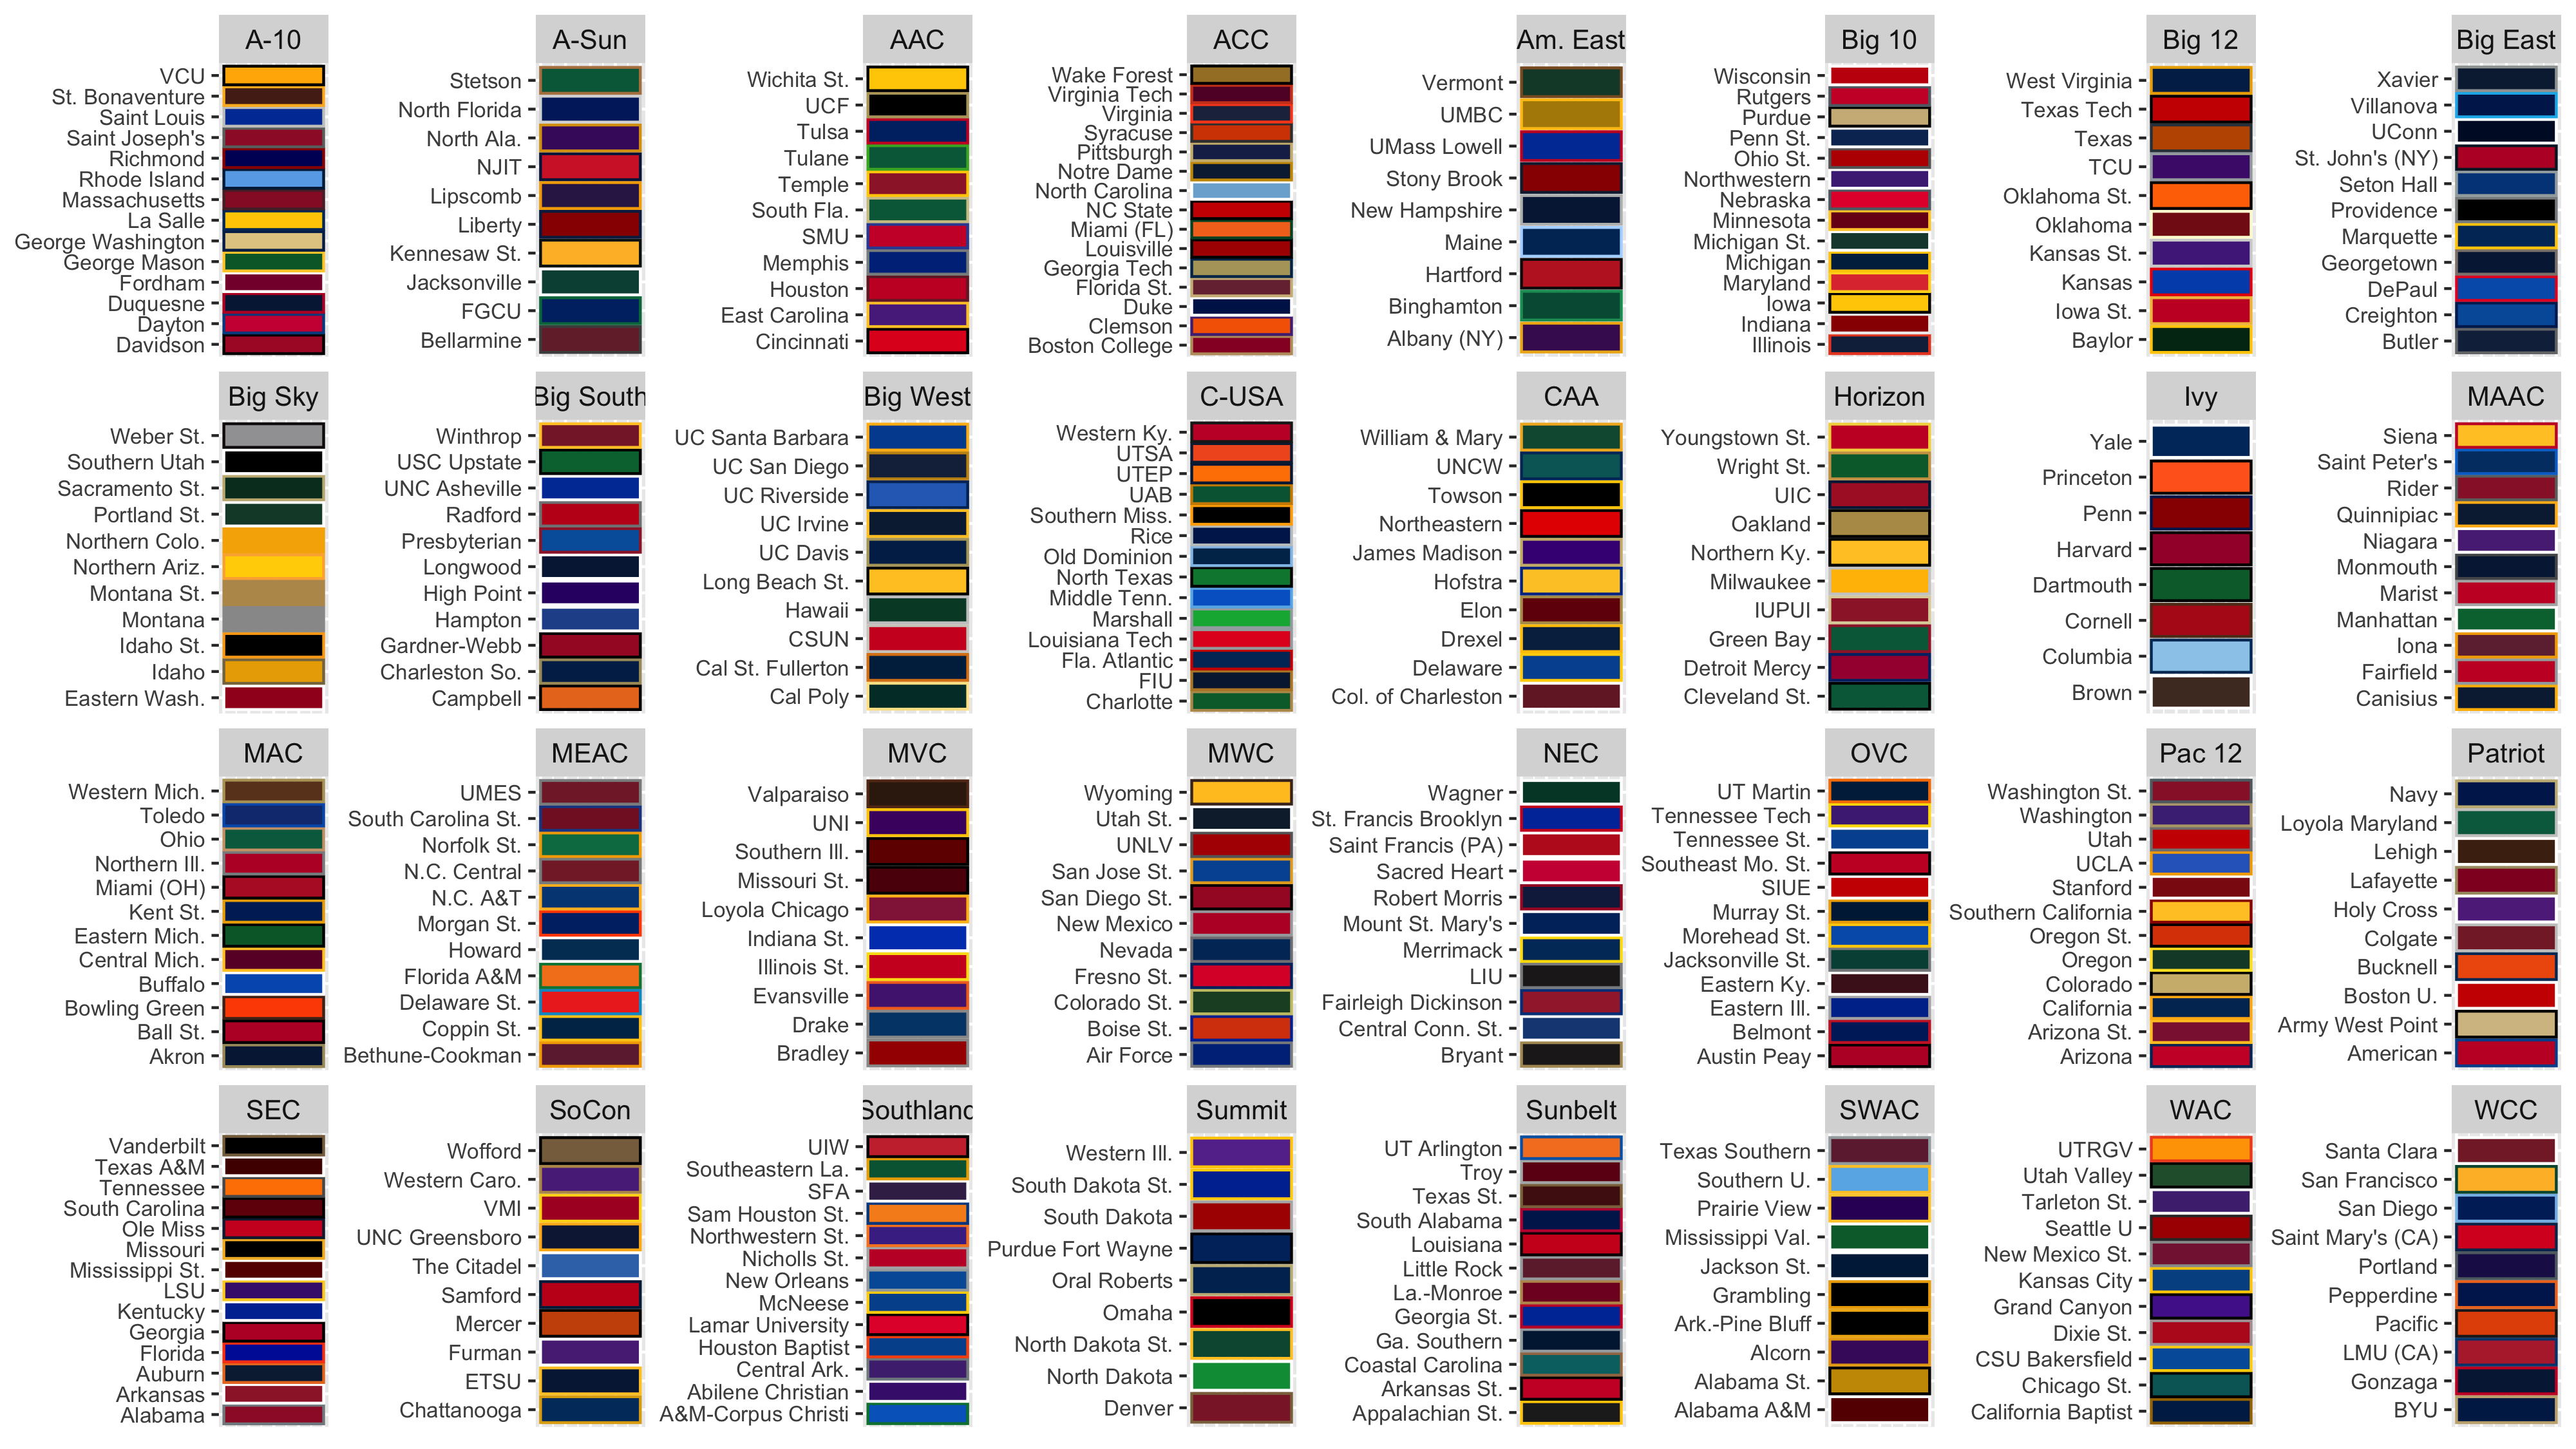 A-10
VCU
St. Bonaventure
Saint Louis
Saint Joseph's
Richmond
Rhode Island
Massachusetts
La Salle
George Washington
George Mason
Fordham
Duquesne
Dayton
Davidson
A-Sun
Stetson
North Florida
North Ala.
NJIT
Lipscomb
Liberty
Kennesaw St.
Jacksonville
FGCU
Bellarmine
AAC
Wichita St.
UCF
Tulsa
Tulane
Temple
South Fla.
SMU
Memphis
Houston
East Carolina
Cincinnati
ACC
Wake Forest
Virginia Tech
Virginia
Syracuse
Pittsburgh
Notre Dame
North Carolina
NC State
Miami (FL)
Louisville
Georgia Tech
Florida St.
Duke
Clemson
Boston College
Am. East
Vermont
UMBC
UMass Lowell
Stony Brook
New Hampshire
Maine
Hartford
Binghamton
Albany (NY)
Big 10
Wisconsin
Rutgers
Purdue
Penn St.
Ohio St.
Northwestern
Nebraska
Minnesota
Michigan St.
Michigan
Maryland
Iowa
Indiana
Illinois
Big 12
West Virginia
Texas Tech
Texas
TCU
Oklahoma St.
Oklahoma
Kansas St.
Kansas
Iowa St.
Baylor
Big East
Xavier
Villanova
UConn
St. John's (NY)
Seton Hall
Providence
Marquette
Georgetown
DePaul
Creighton
Butler
Big Sky
Weber St.
Southern Utah
Sacramento St.
Portland St.
Northern Colo.
Northern Ariz.
Montana St.
Montana
Idaho St.
Idaho
Eastern Wash.
Big South
Winthrop
USC Upstate
UNC Asheville
Radford
Presbyterian
Longwood
High Point
Hampton
Gardner-Webb
Charleston So.
Campbell
Big West
UC Santa Barbara
UC San Diego
UC Riverside
UC Irvine
UC Davis
Long Beach St.
Hawaii
CSUN
Cal St. Fullerton
Cal Poly
C-USA
Western Ky.
UTSA
UTEP
UAB
Southern Miss.
Rice
Old Dominion
North Texas
Middle Tenn.
Marshall
Louisiana Tech
Fla. Atlantic
FIU
Charlotte
CAA
William & Mary
UNCW
Towson
Northeastern
James Madison
Hofstra
Elon
Drexel
Delaware
Col. of Charleston
Horizon
Youngstown St.
Wright St.
UIC
Oakland
Northern Ky.
Milwaukee
IUPUI
Green Bay
Detroit Mercy
Cleveland St.
Ivy
Yale
Princeton
Penn
Harvard
Dartmouth
Cornell
Columbia
Brown
MAAC
Siena
Saint Peter's
Rider
Quinnipiac
Niagara
Monmouth
Marist
Manhattan
Iona
Fairfield
Canisius
MAC
Western Mich.
Toledo
Ohio
Northern Ill.
Miami (OH)
Kent St.
Eastern Mich.
Central Mich.
Buffalo
Bowling Green
Ball St.
Akron
MEAC
UMES
South Carolina St.
Norfolk St.
N.C. Central
N.C. A&T
Morgan St.
Howard
Florida A&M
Delaware St.
Coppin St.
Bethune-Cookman
MVC
Valparaiso
UNI
Southern Ill.
Missouri St.
Loyola Chicago
Indiana St.
Illinois St.
Evansville
Drake
Bradley
MWC
Wyoming
Utah St.
UNLV
San Jose St.
San Diego St.
New Mexico
Nevada
Fresno St.
Colorado St.
Boise St.
Air Force
NEC
Wagner
St. Francis Brooklyn
Saint Francis (PA)
Sacred Heart
Robert Morris
Mount St. Mary's
Merrimack
LIU
Fairleigh Dickinson
Central Conn. St.
Bryant
OVC
UT Martin
Tennessee Tech
Tennessee St.
Southeast Mo. St.
SIUE
Murray St.
Morehead St.
Jacksonville St.
Eastern Ky.
Eastern Ill.
Belmont
Austin Peay
Pac 12
Washington St.
Washington
Utah
UCLA
Stanford
Southern California
Oregon St.
Oregon
Colorado
California
Arizona St.
Arizona
Patriot
Navy
Loyola Maryland
Lehigh
Lafayette
Holy Cross
Colgate
Bucknell
Boston U.
Army West Point
American
SEC
Vanderbilt
Texas A&M
Tennessee
South Carolina
Ole Miss
Missouri
Mississippi St.
LSU
Kentucky
Georgia
Florida
Auburn
Arkansas
Alabama
SoCon
Wofford
Western Caro.
VMI
UNC Greensboro
The Citadel
Samford
Mercer
Furman
ETSU
Chattanooga
Southland
UIW
Southeastern La.
SFA
Sam Houston St.
Northwestern St.
Nicholls St.
New Orleans
McNeese
Lamar University
Houston Baptist
Central Ark.
Abilene Christian
A&M-Corpus Christi
Summit
Western Ill.
South Dakota St.
South Dakota
Purdue Fort Wayne
Oral Roberts
Omaha
North Dakota St.
North Dakota
Denver
Sunbelt
UT Arlington
Troy
Texas St.
South Alabama
Louisiana
Little Rock
La.-Monroe
Georgia St.
Ga. Southern
Coastal Carolina
Arkansas St.
Appalachian St.
SWAC
Texas Southern
Southern U.
Prairie View
Mississippi Val.
Jackson St.
Grambling
Ark.-Pine Bluff
Alcorn
Alabama St.
Alabama A&M
WAC
UTRGV
Utah Valley
Tarleton St.
Seattle U
New Mexico St.
Kansas City
Grand Canyon
Dixie St.
CSU Bakersfield
Chicago St.
California Baptist
WCC
Santa Clara
San Francisco
San Diego
Saint Mary's (CA)
Portland
Pepperdine
Pacific
LMU (CA)
Gonzaga
BYU